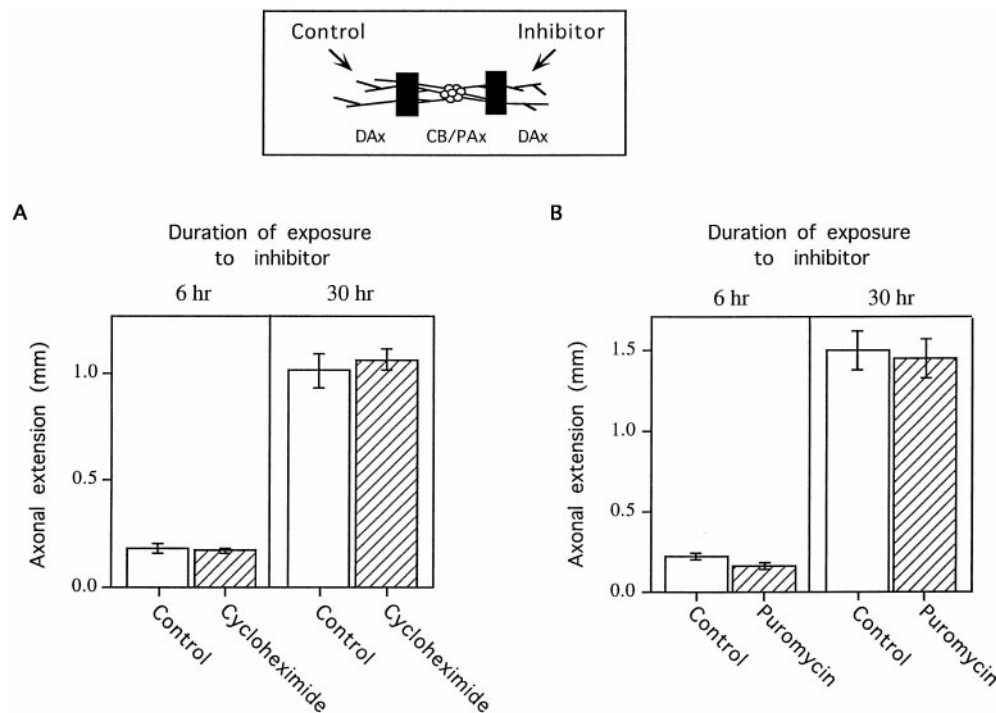 Control Inhibitor
DAx CB/PAx DAx
A
Duration of exposure
to inhibitor
6 hr 30 hr
Axonal extension (mm)
1.0
0.5
0.0
Control
Cycloheximide
Control
Cycloheximide
B
Duration of exposure
to inhibitor
6 hr 30 hr
Axonal extension (mm)
1.5
1.0
0.5
0.0
Control
Puromycin
Control
Puromycin